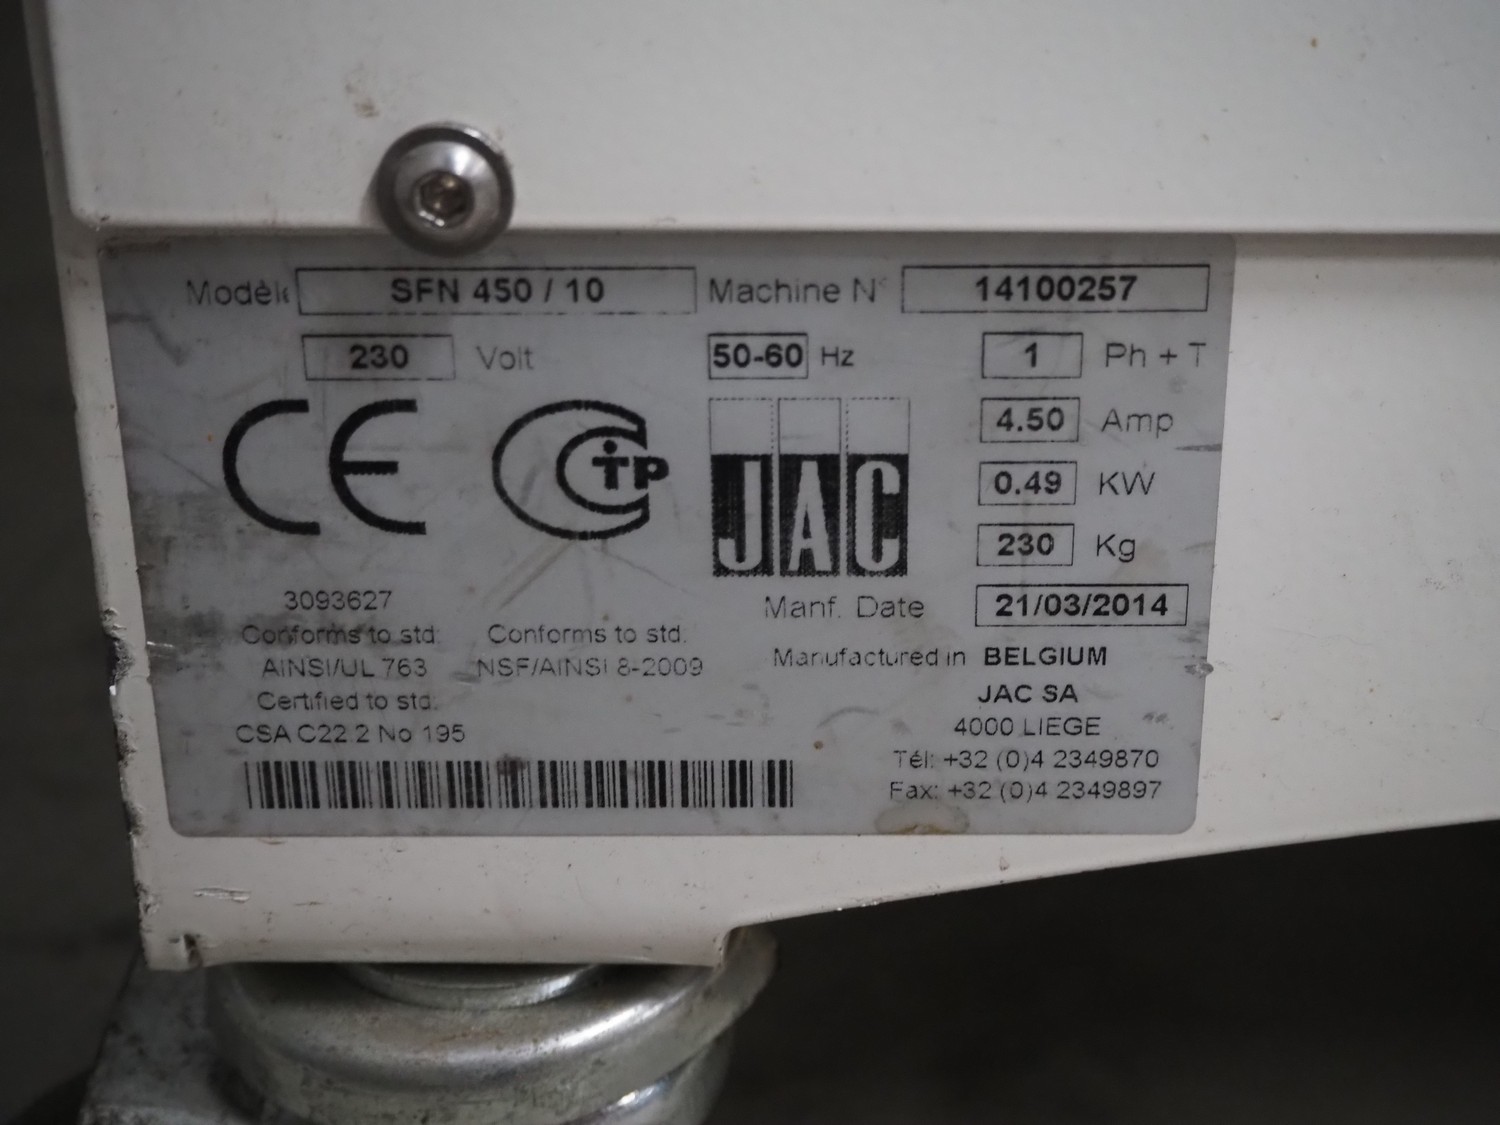 Modèle SFN 450 / 10 Machine N° 14100257
230 Volt 50-60 Hz 1 Ph + T
4.50 Amp
CE TP JAC
0.49 KW
230 Kg
3093627
Manf. Date 21/03/2014
Conforms to std: Conforms to std.
AINSI/UL 763 NSF/AINSI 8-2009
Manufactured in BELGIUM
Certified to std:
JAC SA
CSA C22.2 No 195
4000 LIEGE
Tél: +32 (0)4 2349870
Fax: +32 (0)4 2349897